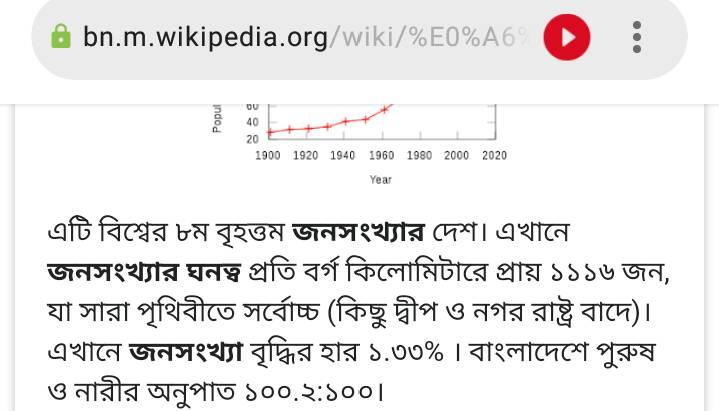 bn.m.wikipedia.org/wiki/%E0%A6%
Popul
60
40
20
1900 1920 1940 1960 1980 2000 2020
Year
এটি বিশ্বের ৮ম বৃহত্তম জনসংখ্যার দেশ। এখানে
জনসংখ্যার ঘনত্ব প্রতি বর্গ কিলোমিটারে প্রায় ১১১৬ জন,
যা সারা পৃথিবীতে সর্বোচ্চ (কিছু দ্বীপ ও নগর রাষ্ট্র বাদে)।
এখানে জনসংখ্যা বৃদ্ধির হার ১.৩৩% । বাংলাদেশে পুরুষ
ও নারীর অনুপাত ১০০.২:১০০।